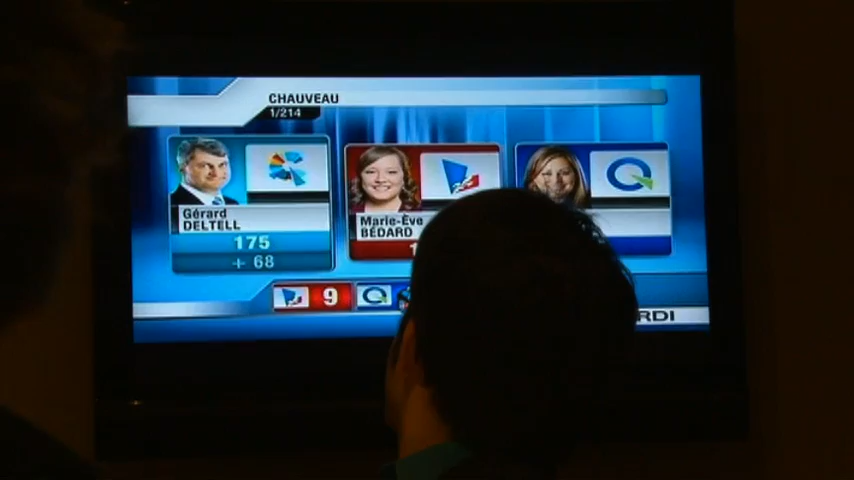 CHAUVEAU
1/214
Gérard
DELTELL
175
+ 68
Marie-Ève
BÉDARD
9
RDI